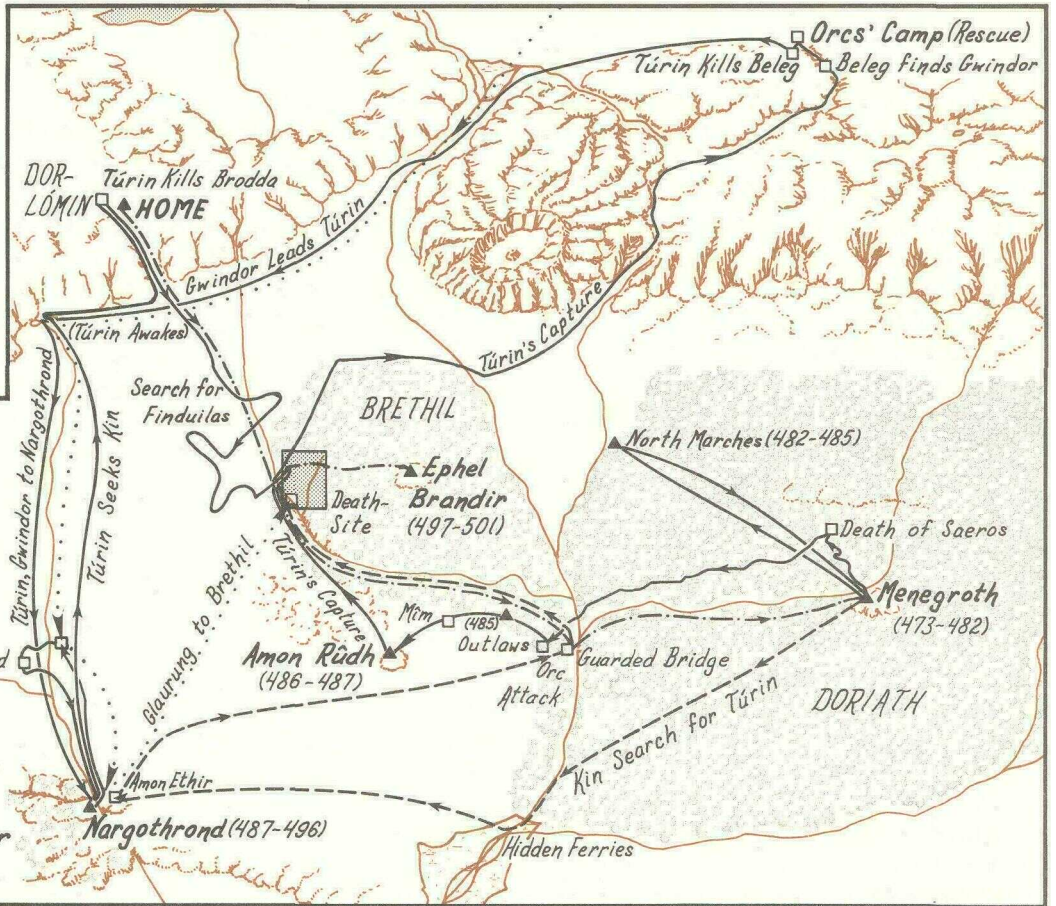 Orcs' Camp (Rescue)
Túrin Kills Beleg
Beleg finds Gwindor
DOR-
LÓMIN
Túrin Kills Brodda
HOME
Gwindor Leads Túrin
(Túrin Awakes)
Túrin's Capture
Search for
Finduilas
BRETHIL
North Marches (482-485)
Ephel
Brandir
(497-501)
Death-
Site
Death of Saeros
Túrin, Gwindor to Nargothrond
Túrin Seeks Kin
Túrin's Capture
Mîm
(485)
Outlaws
Menegroth
(473-482)
Amon Rûdh
(486-487)
Orc
Attack
Guarded Bridge
Glaurung to Brethil
DORIATH
Kin Search for Túrin
d
Amon Ethir
Nargothrond (487-496)
r
Hidden Ferries